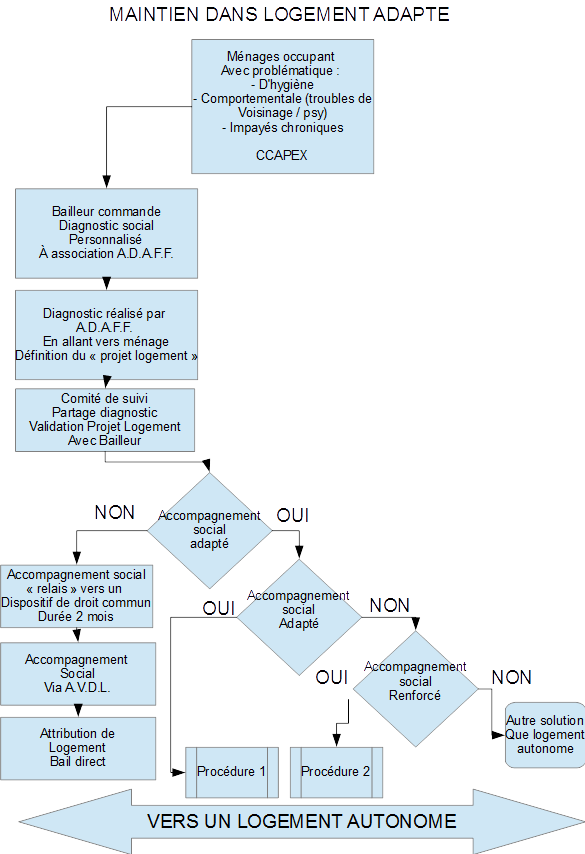 MAINTIEN DANS LOGEMENT ADAPTE
Ménages occupant
Avec problématique :
- D'hygiène
- Comportementale (troubles de
Voisinage / psy)
- Impayés chroniques
CCAPEX
Bailleur commande
Diagnostic social
Personnalisé
À association A.D.A.F.F.
Diagnostic réalisé par
A.D.A.F.F.
En allant vers ménage
Définition du « projet logement »
Comité de suivi
Partage diagnostic
Validation Projet Logement
Avec Bailleur
Accompagnement
social
adapté
NON
OUI
Accompagnement social
« relais » vers un
Dispositif de droit commun
Durée 2 mois
Accompagnement
social
Adapté
OUI
NON
Accompagnement
Social
Via A.V.D.L.
Accompagnement
social
Renforcé
OUI
NON
Attribution de
Logement
Bail direct
Procédure 1
Procédure 2
Autre solution
Que logement
autonome
VERS UN LOGEMENT AUTONOME